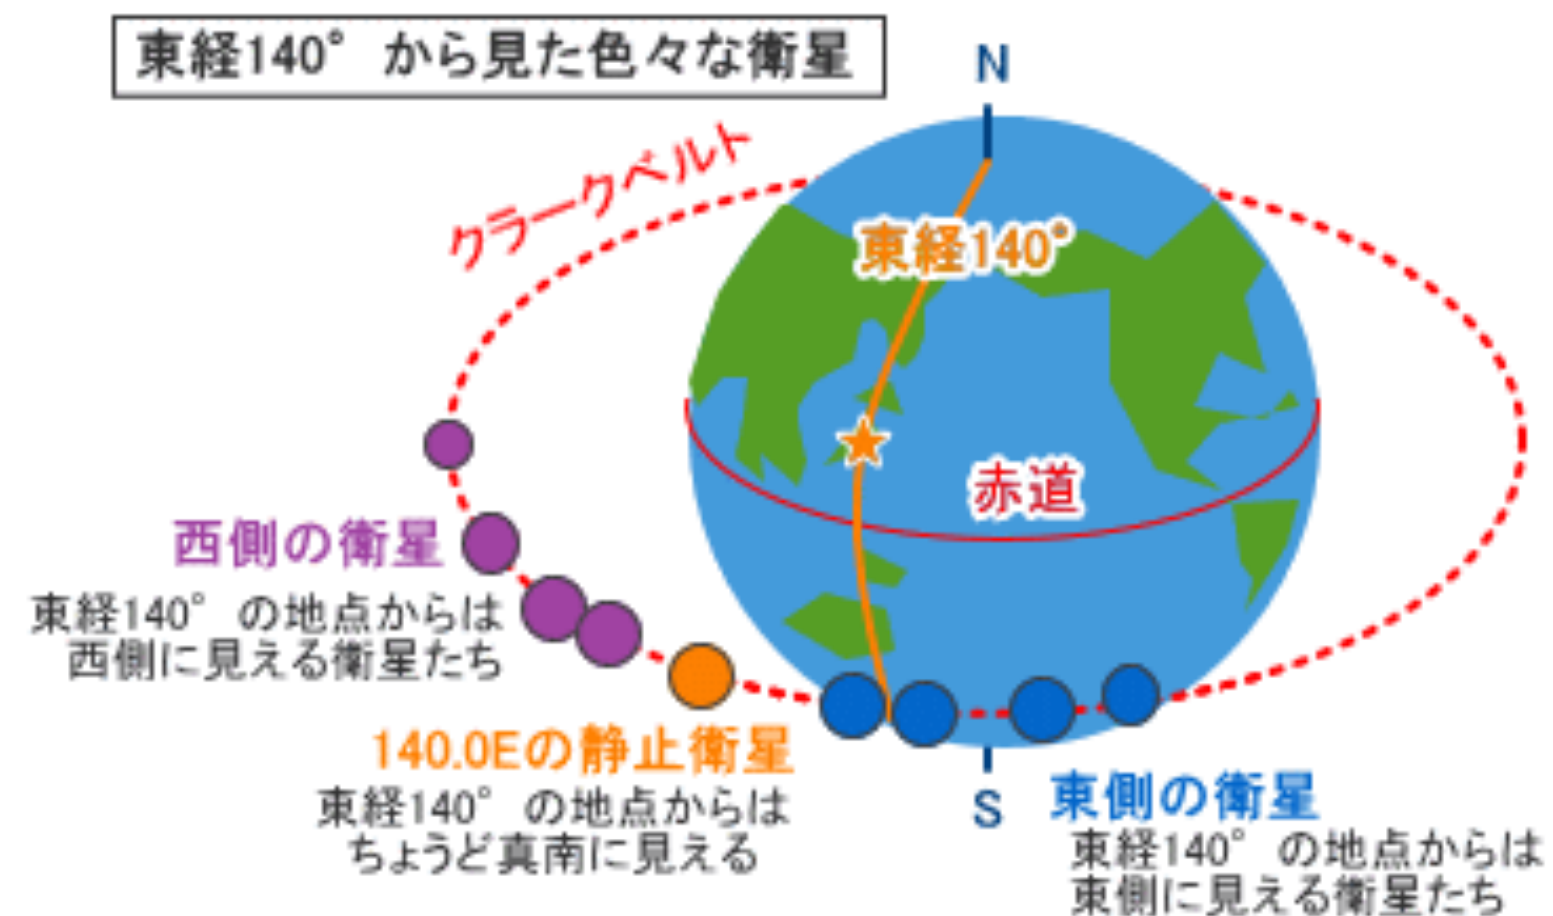 東経140° から見た色々な衛星
N
クラークベルト
東経140°
赤道
西側の衛星
東経140° の地点からは
西側に見える衛星たち
140.0Eの静止衛星
東経140° の地点からは
ちょうど真南に見える
S
東側の衛星
東経140° の地点からは
東側に見える衛星たち